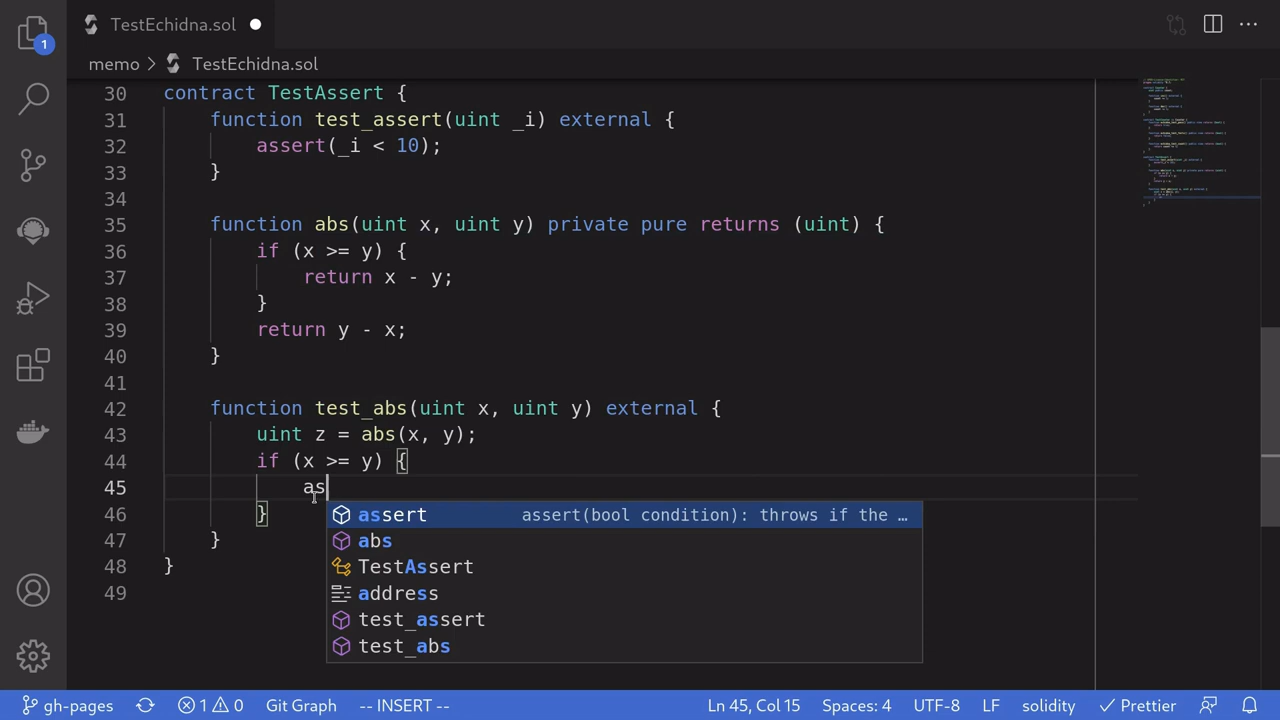 TestEchidna.sol
1
memo > TestEchidna.sol
30 contract TestAssert {
31 function test_assert(uint _i) external {
32 assert(_i < 10);
33 }
34
35 function abs(uint x, uint y) private pure returns (uint) {
36 if (x >= y) {
37 return x - y;
38 }
39 return y - x;
40 }
41
42 function test_abs(uint x, uint y) external {
43 uint z = abs(x, y);
44 if (x >= y) {
45 as
46 }
assert assert(bool condition): throws if the …
47 }
abs
48 }
TestAssert
49
address
test_assert
test_abs
gh-pages 1 0 Git Graph -- INSERT -- Ln 45, Col 15 Spaces: 4 UTF-8 LF solidity Prettier